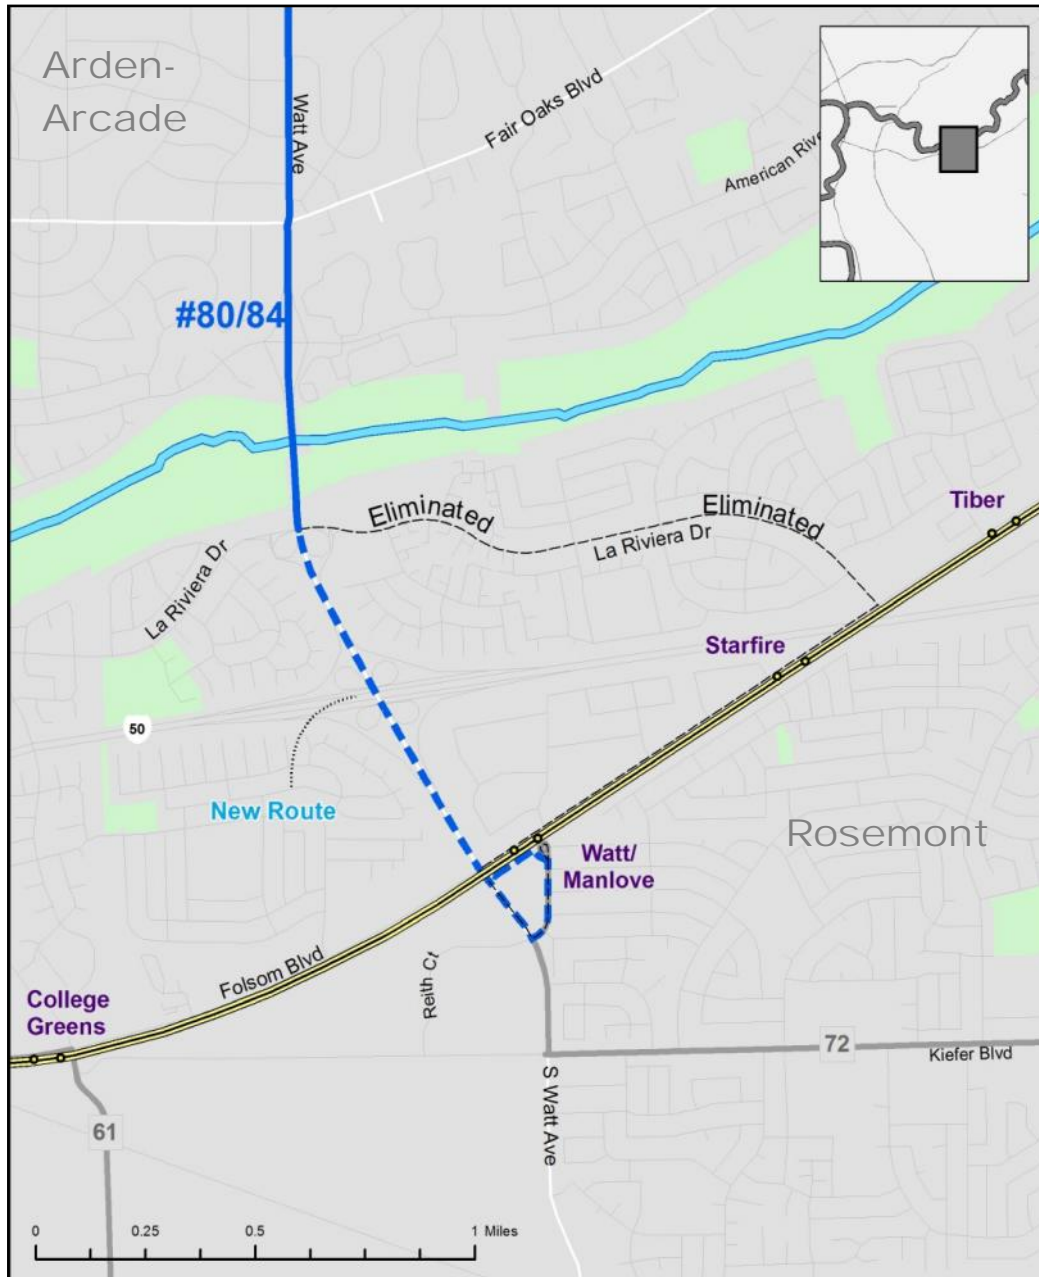 Arden-
Arcade
Watt Ave
Fair Oaks Blvd
American Rive
#80/84
Eliminated
Eliminated
La Riviera Dr
La Riviera Dr
Tiber
Starfire
50
New Route
Rosemont
Watt/
Manlove
Folsom Blvd
Reith Ct
College
Greens
72
Kiefer Blvd
61
S Watt Ave
0 0.25 0.5 1 Miles